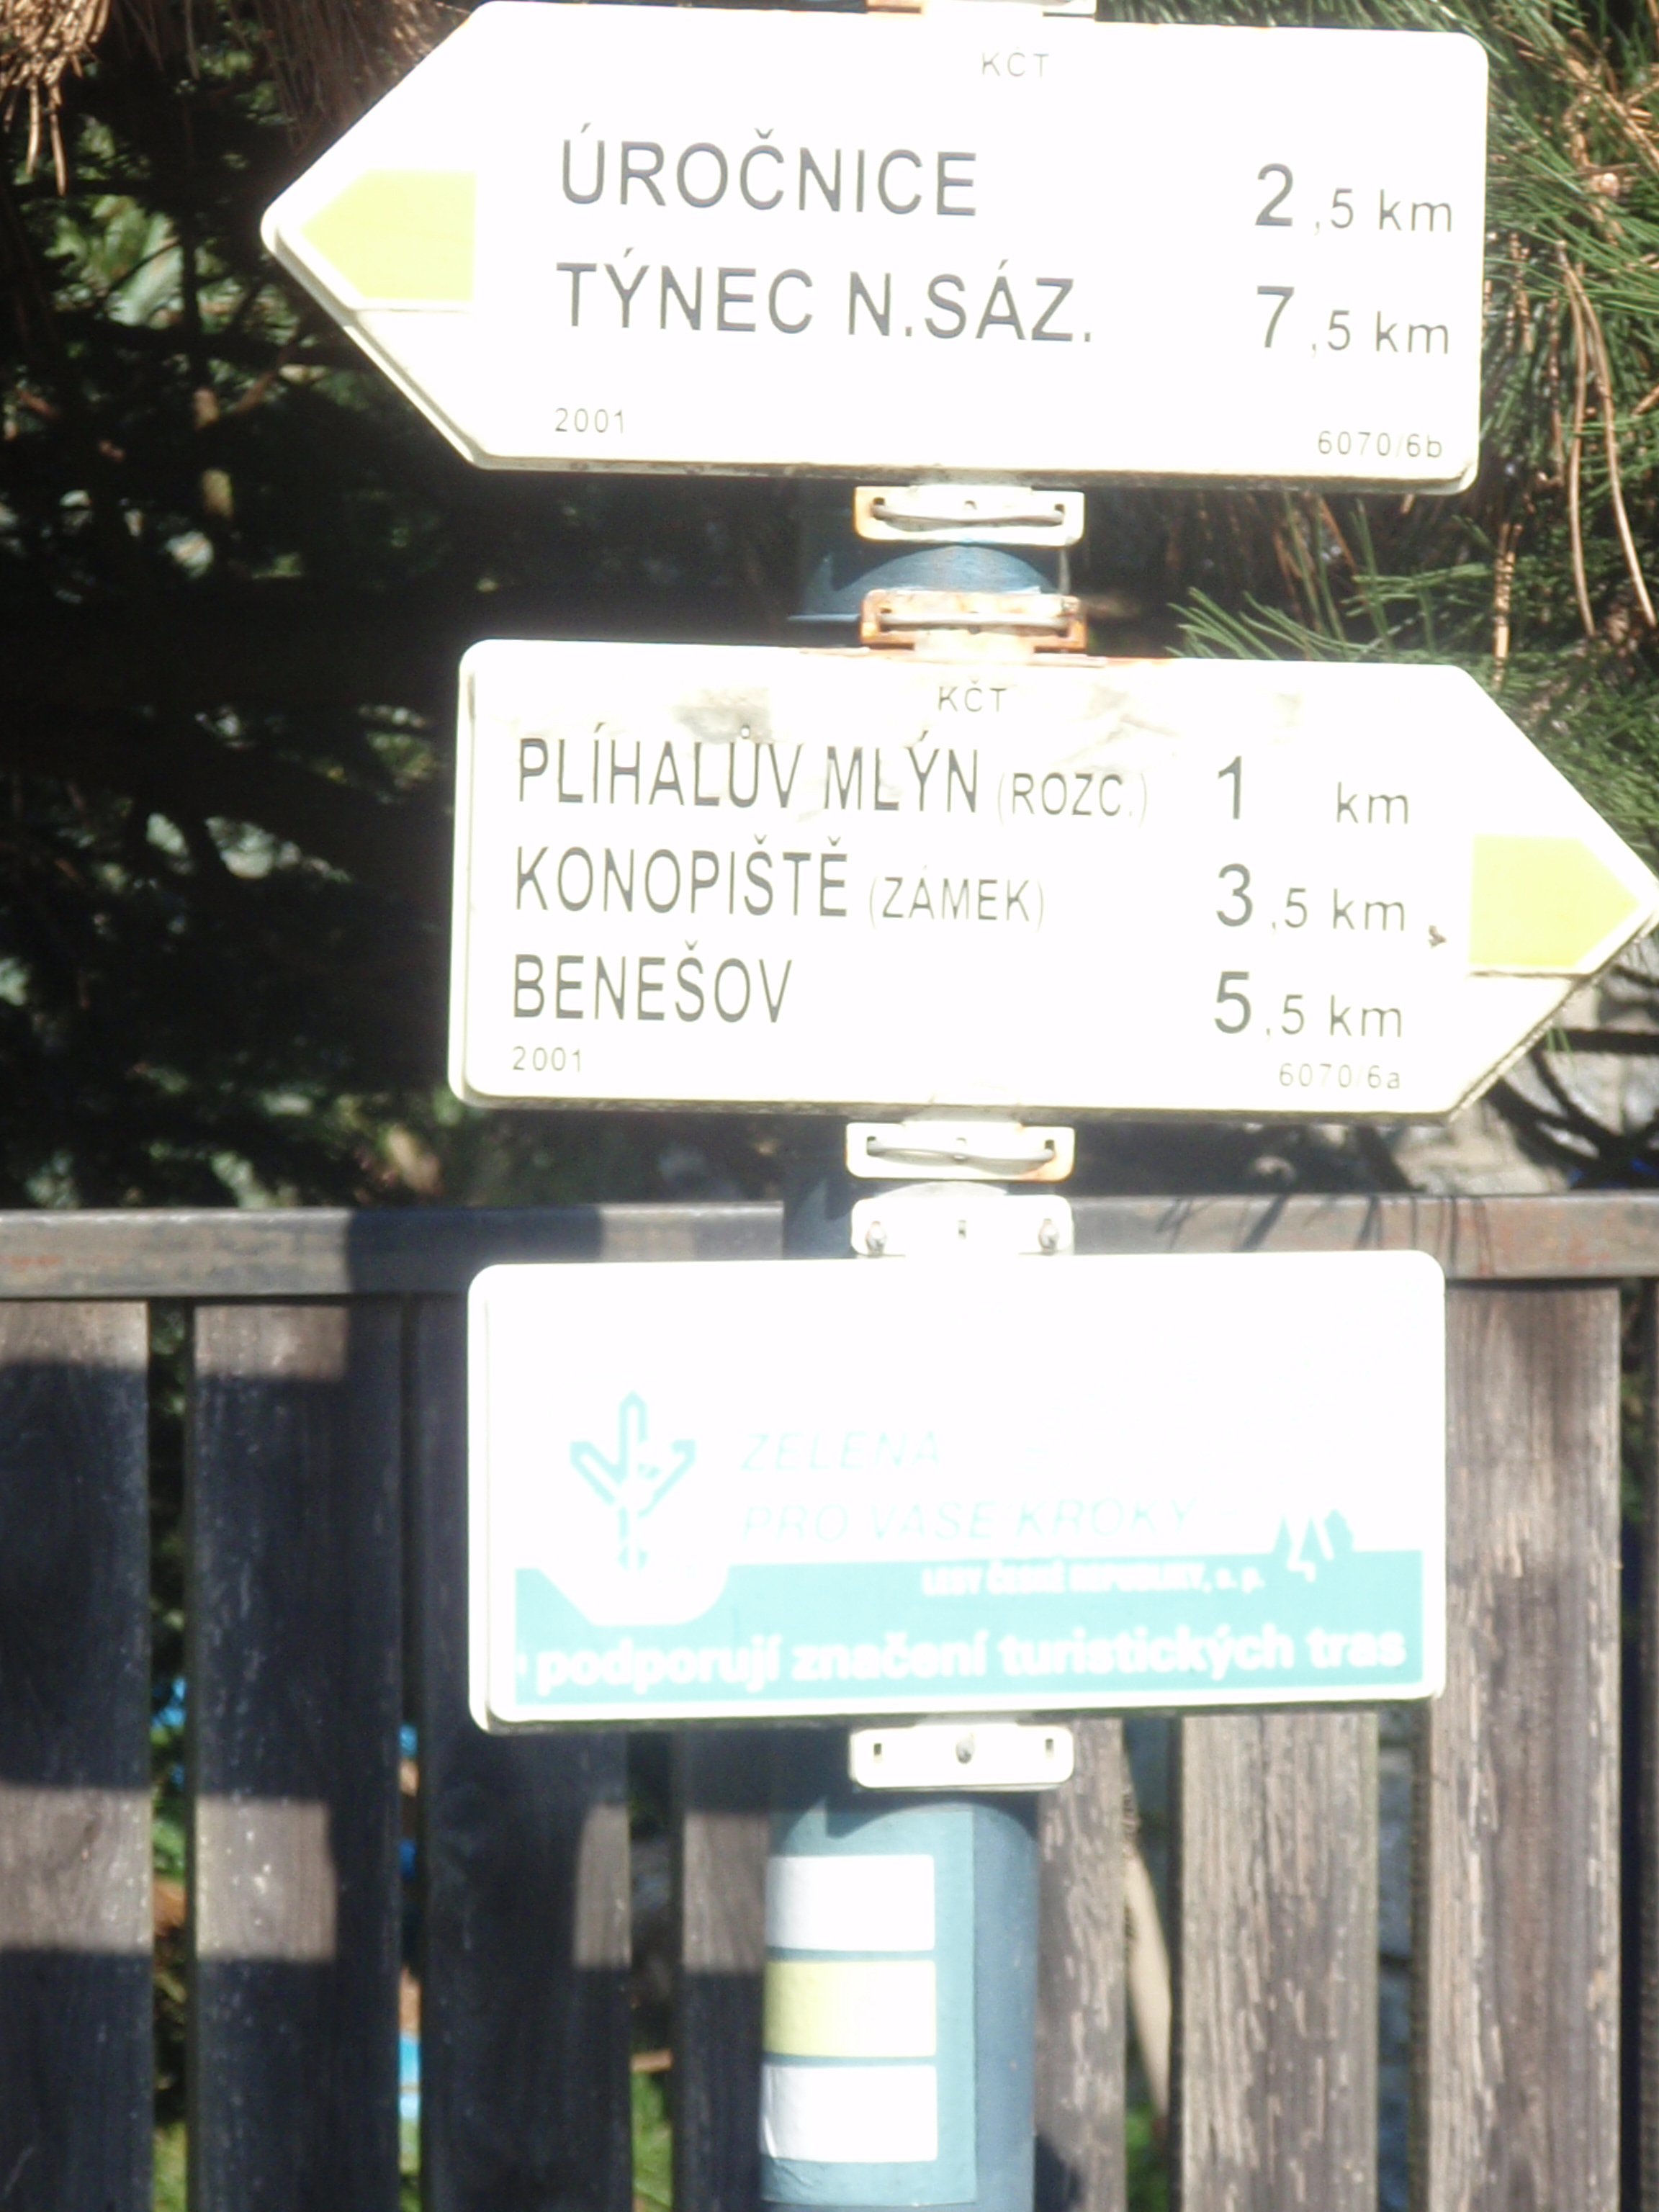 KČT
ÚROČNICE 2,5 km
TÝNEC N.SÁZ. 7,5 km
2001 6070/6b
KČT
PLÍHALŮV MLÝN (ROZC.) 1 km
KONOPIŠTĚ (ZÁMEK) 3,5 km
BENEŠOV 5,5 km
2001 6070/6a
ZELENÁ
PRO VAŠE KROKY
LESY ČESKÉ REPUBLIKY, s. p.
podporují značení turistických tras